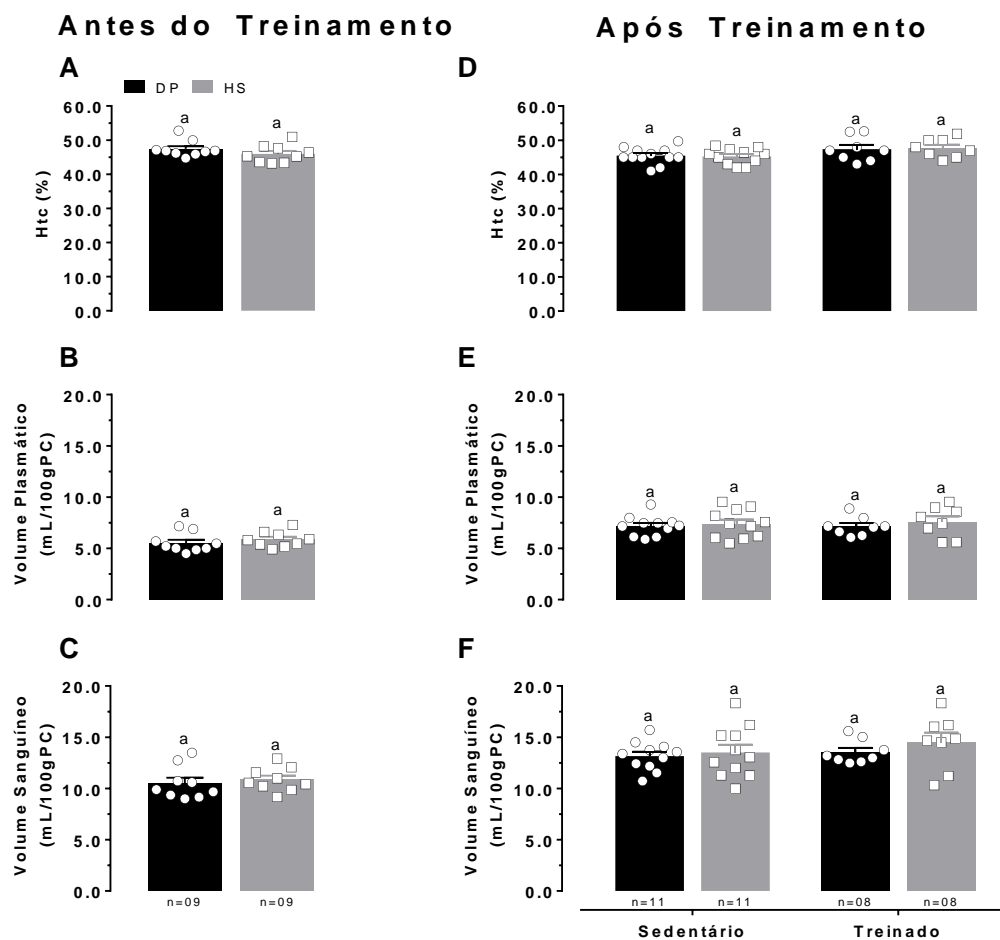 Antes do Treinamento
Após Treinamento
A
DP HS
a
a
60.0
50.0
40.0
30.0
20.0
10.0
0.0
Htc (%)
D
a
a
a
a
60.0
50.0
40.0
30.0
20.0
10.0
0.0
Htc (%)
B
a
a
20.0
15.0
10.0
5.0
0.0
Volume Plasmático
(mL/100gPC)
E
a
a
a
a
20.0
15.0
10.0
5.0
0.0
Volume Plasmático
(mL/100gPC)
C
a
a
20.0
15.0
10.0
5.0
0.0
Volume Sanguíneo
(mL/100gPC)
n=09 n=09
F
a
a
a
a
20.0
15.0
10.0
5.0
0.0
Volume Sanguíneo
(mL/100gPC)
n=11 n=11 n=08 n=08
Sedentário Treinado